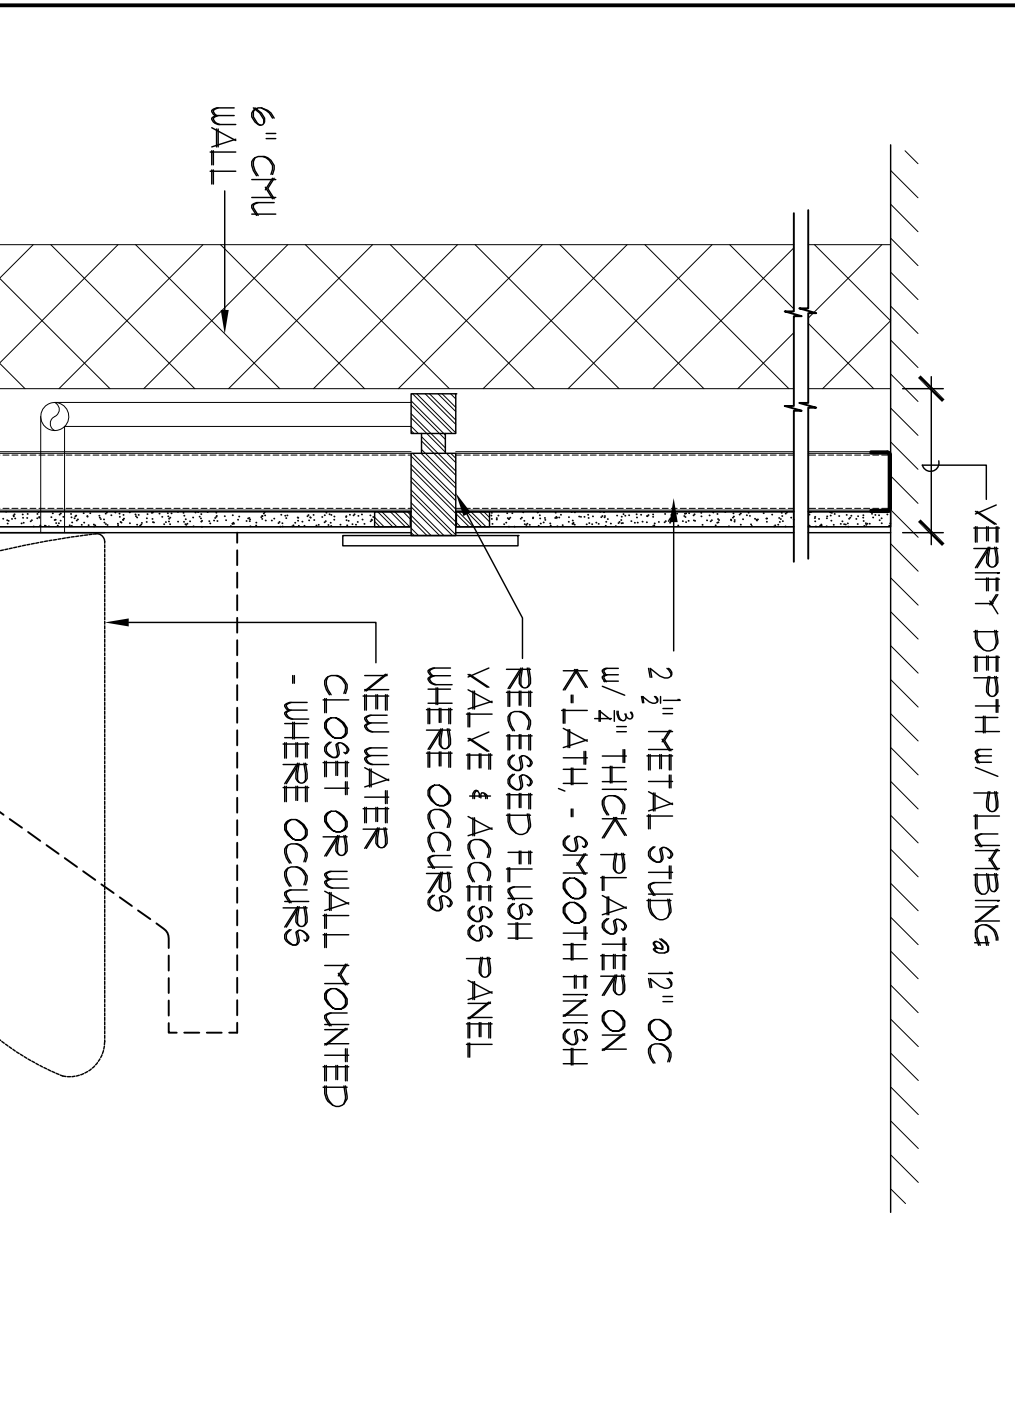 VERIFY DEPTH w/ PLUMBING
2 1/2" METAL STUD @ 12" OC
w/ 3/4" THICK PLASTER ON
K-LATH, - SMOOTH FINISH
RECESSED FLUSH
VALVE & ACCESS PANEL
WHERE OCCURS
NEW WATER
CLOSET OR WALL MOUNTED
- WHERE OCCURS
6" CMU
WALL